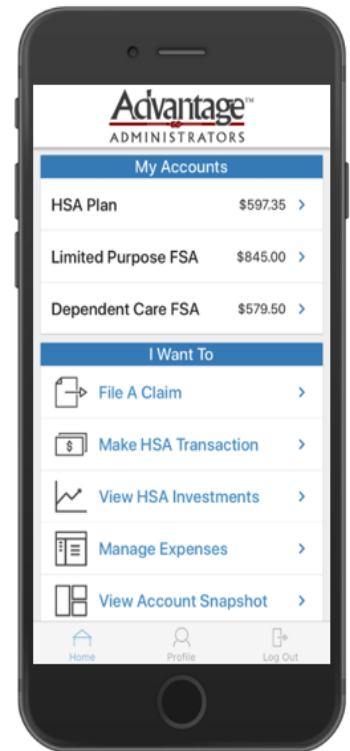 Advantage™
ADMINISTRATORS
My Accounts
HSA Plan $597.35
Limited Purpose FSA $845.00
Dependent Care FSA $579.50
I Want To
File A Claim
$ Make HSA Transaction
View HSA Investments
Manage Expenses
View Account Snapshot
Home Profile Log Out